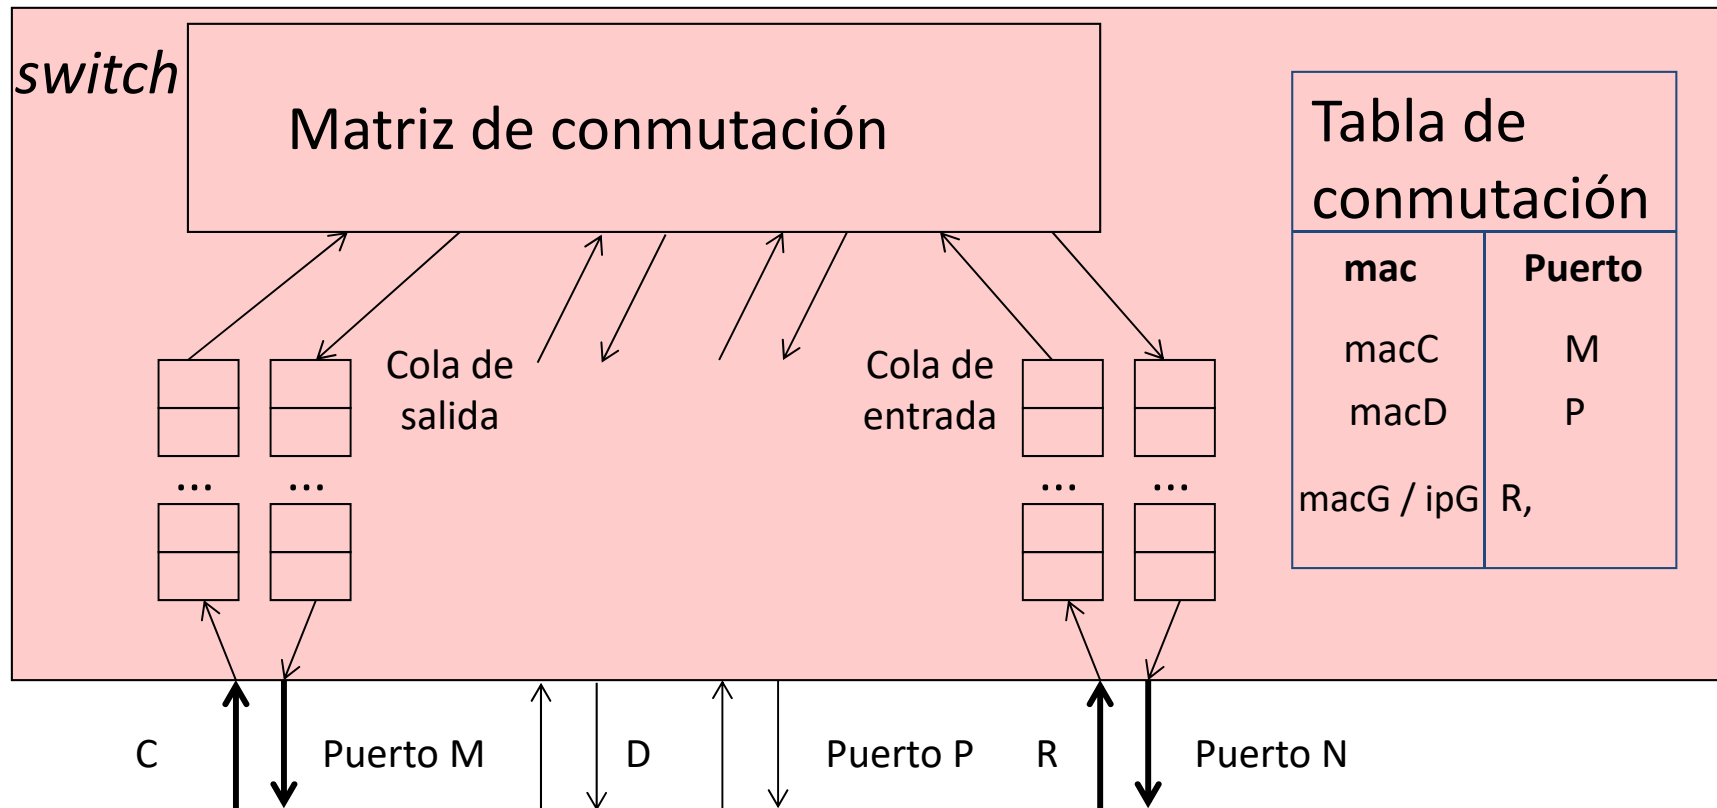 switch
Matriz de conmutación
Tabla de
conmutación
mac Puerto
macC M
macD P
macG / ipG R,
Cola de
salida
Cola de
entrada
... ... ... ...
C Puerto M D Puerto P R Puerto N